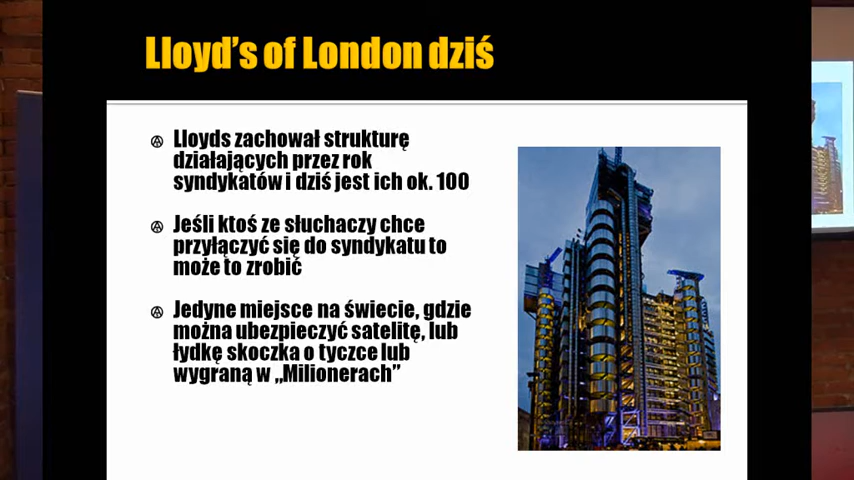 Lloyd's of London dziś
Lloyds zachował strukturę
działających przez rok
syndykatów i dziś jest ich ok. 100
Jeśli ktoś ze słuchaczy chce
przyłączyć się do syndykatu to
może to zrobić
Jedyne miejsce na świecie, gdzie
można ubezpieczyć satelitę, lub
łydkę skoczka o tyczce lub
wygraną w „Milionerach”